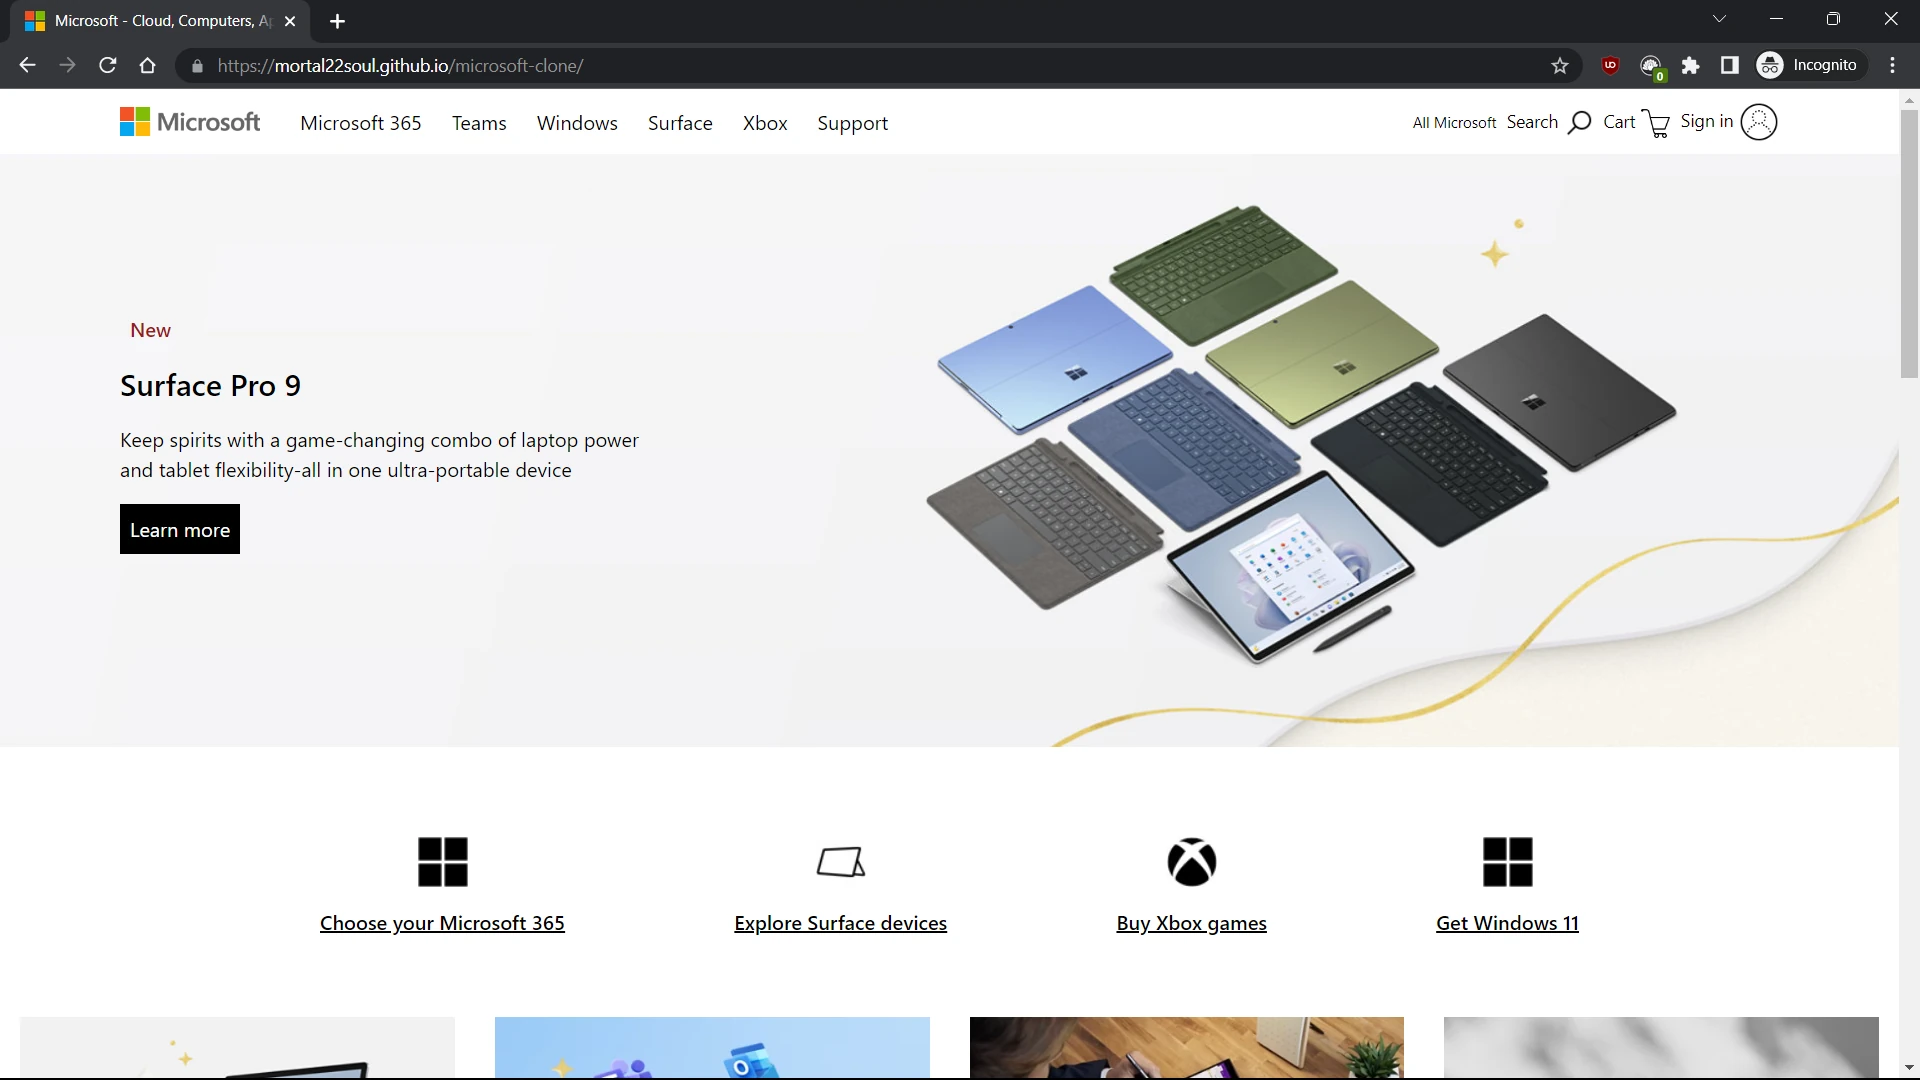 Microsoft - Cloud, Computers, Ap
https://mortal22soul.github.io/microsoft-clone/
UD
0
Incognito
Microsoft
Microsoft 365
Teams
Windows
Surface
Xbox
Support
All Microsoft
Search
Cart
Sign in
New
Surface Pro 9
Keep spirits with a game-changing combo of laptop power
and tablet flexibility-all in one ultra-portable device
Learn more
Choose your Microsoft 365
Explore Surface devices
Buy Xbox games
Get Windows 11